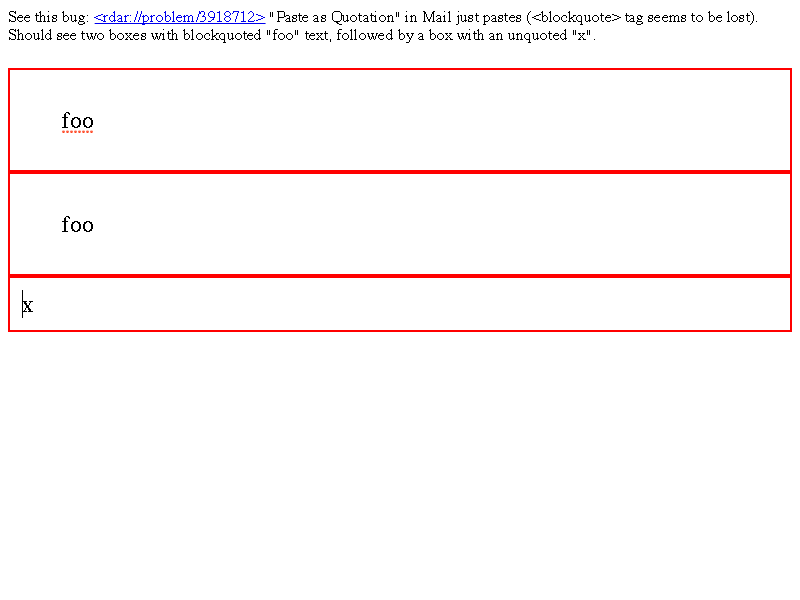 See this bug: <rdar://problem/3918712> "Paste as Quotation" in Mail just pastes (<blockquote> tag seems to be lost).
Should see two boxes with blockquoted "foo" text, followed by a box with an unquoted "x".
foo
foo
x